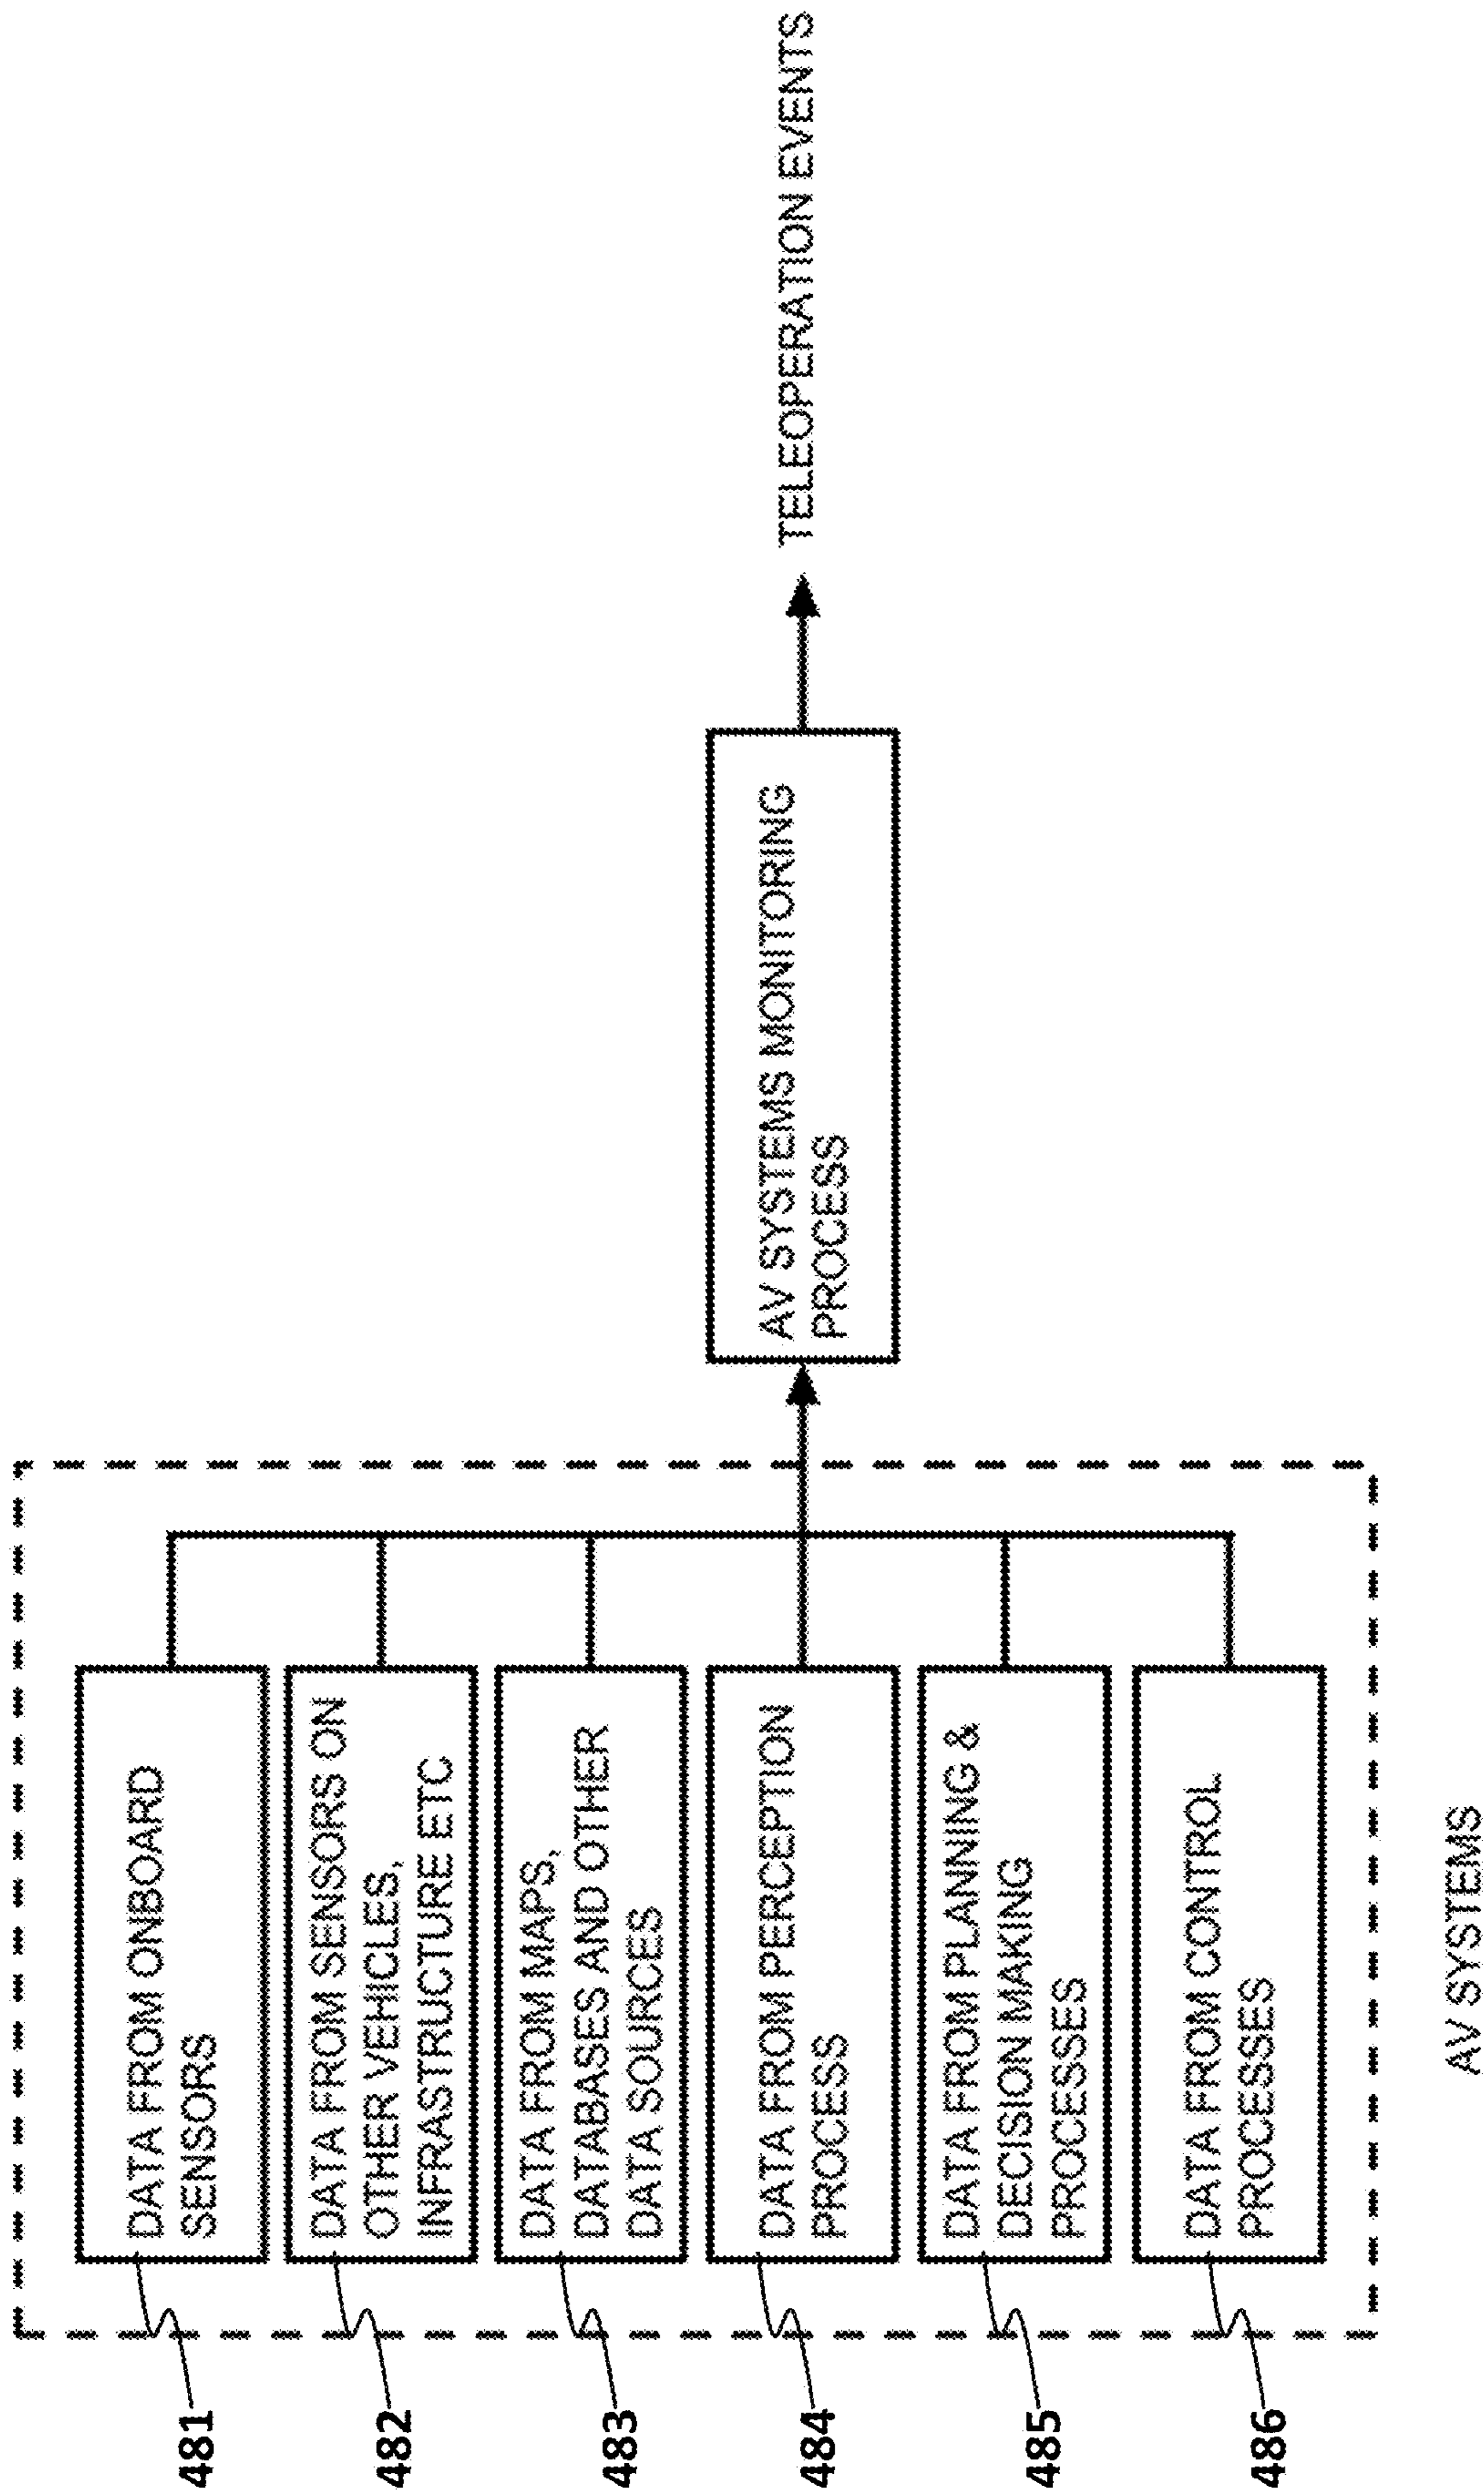 481
DATA FROM ONBOARD
SENSORS
482
DATA FROM SENSORS ON
OTHER VEHICLES,
INFRASTRUCTURE ETC
483
DATA FROM MAPS,
DATABASES AND OTHER
DATA SOURCES
484
DATA FROM PERCEPTION
PROCESS
485
DATA FROM PLANNING &
DECISION MAKING
PROCESSES
486
DATA FROM CONTROL
PROCESSES
AV SYSTEMS
AV SYSTEMS MONITORING
PROCESS
TELEOPERATION EVENTS